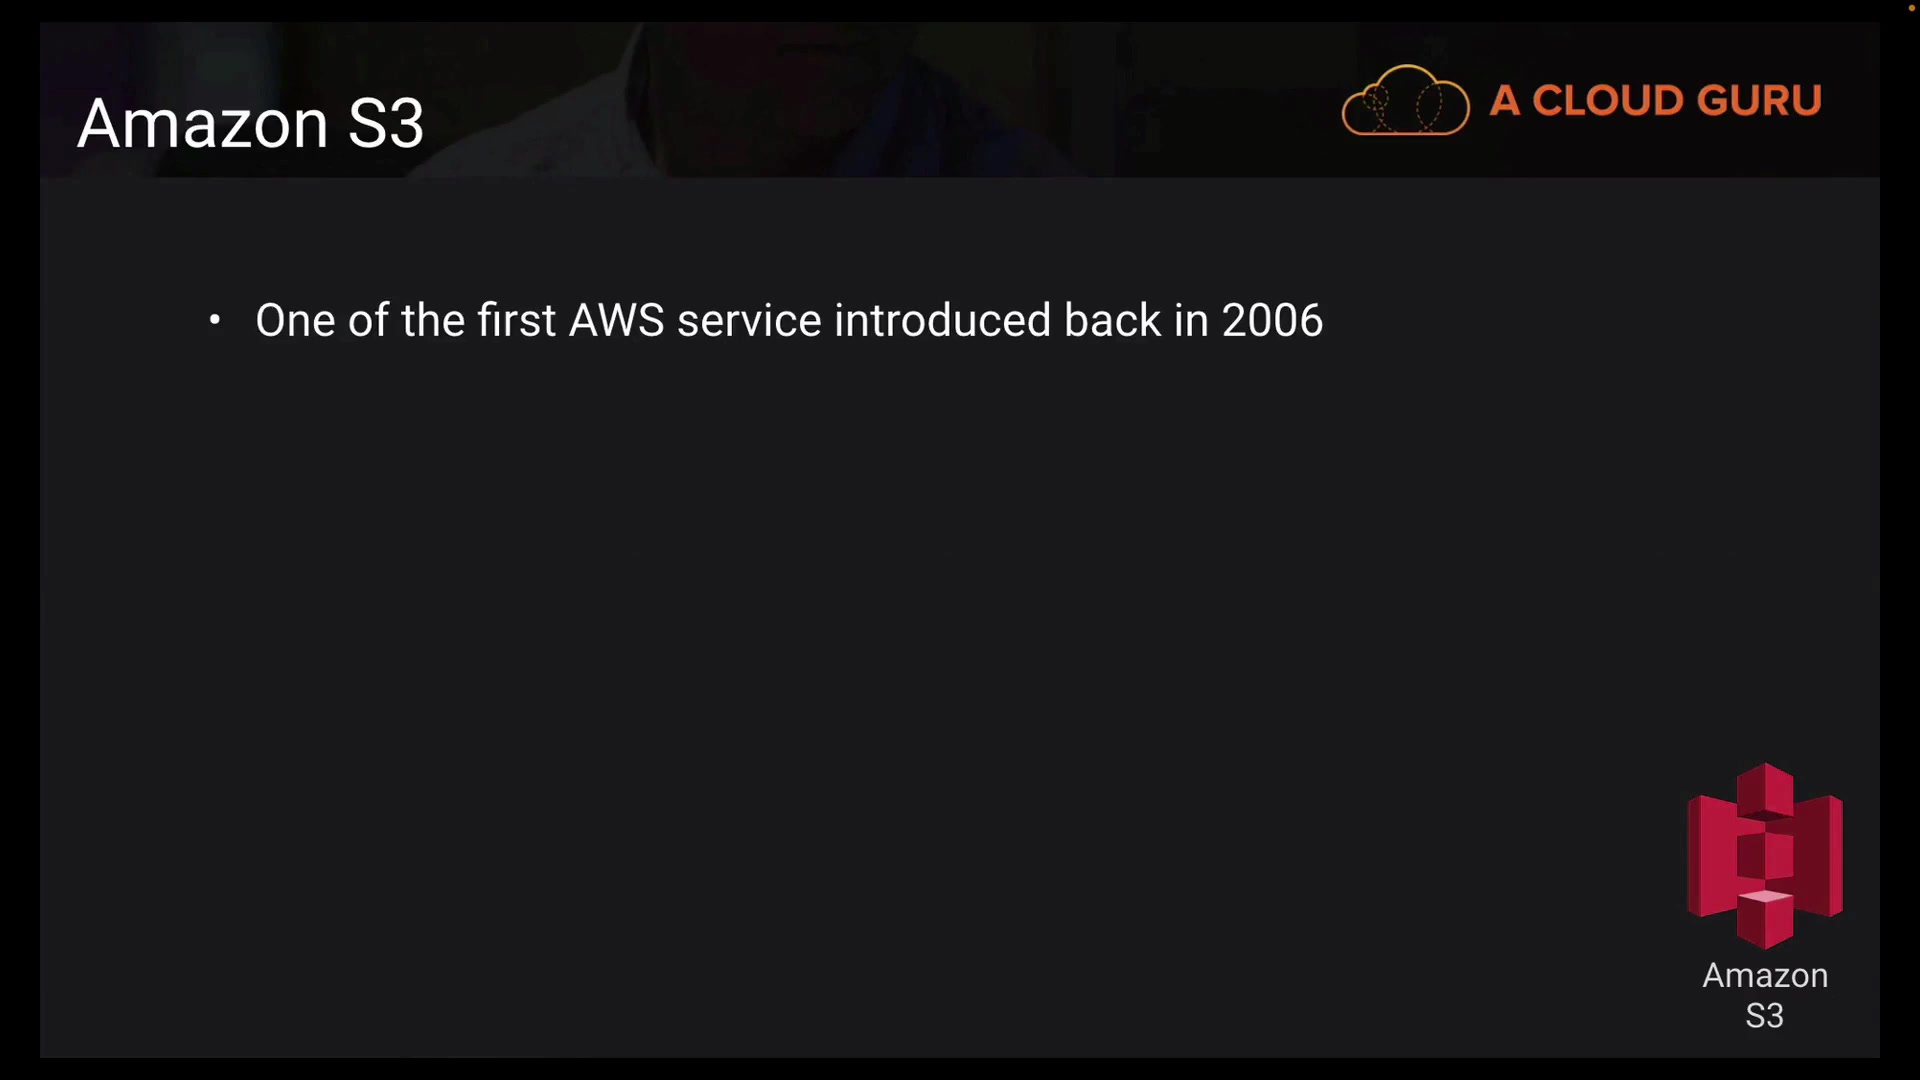 Amazon S3
A CLOUD GURU
• One of the first AWS service introduced back in 2006
Amazon
S3